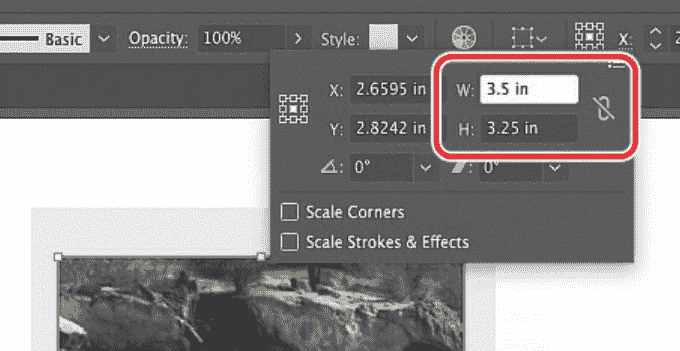 Basic Opacity: 100% Style: X: 2
X: 2.6595 in W: 3.5 in
Y: 2.8242 in H: 3.25 in
0° 0°
Scale Corners
Scale Strokes & Effects